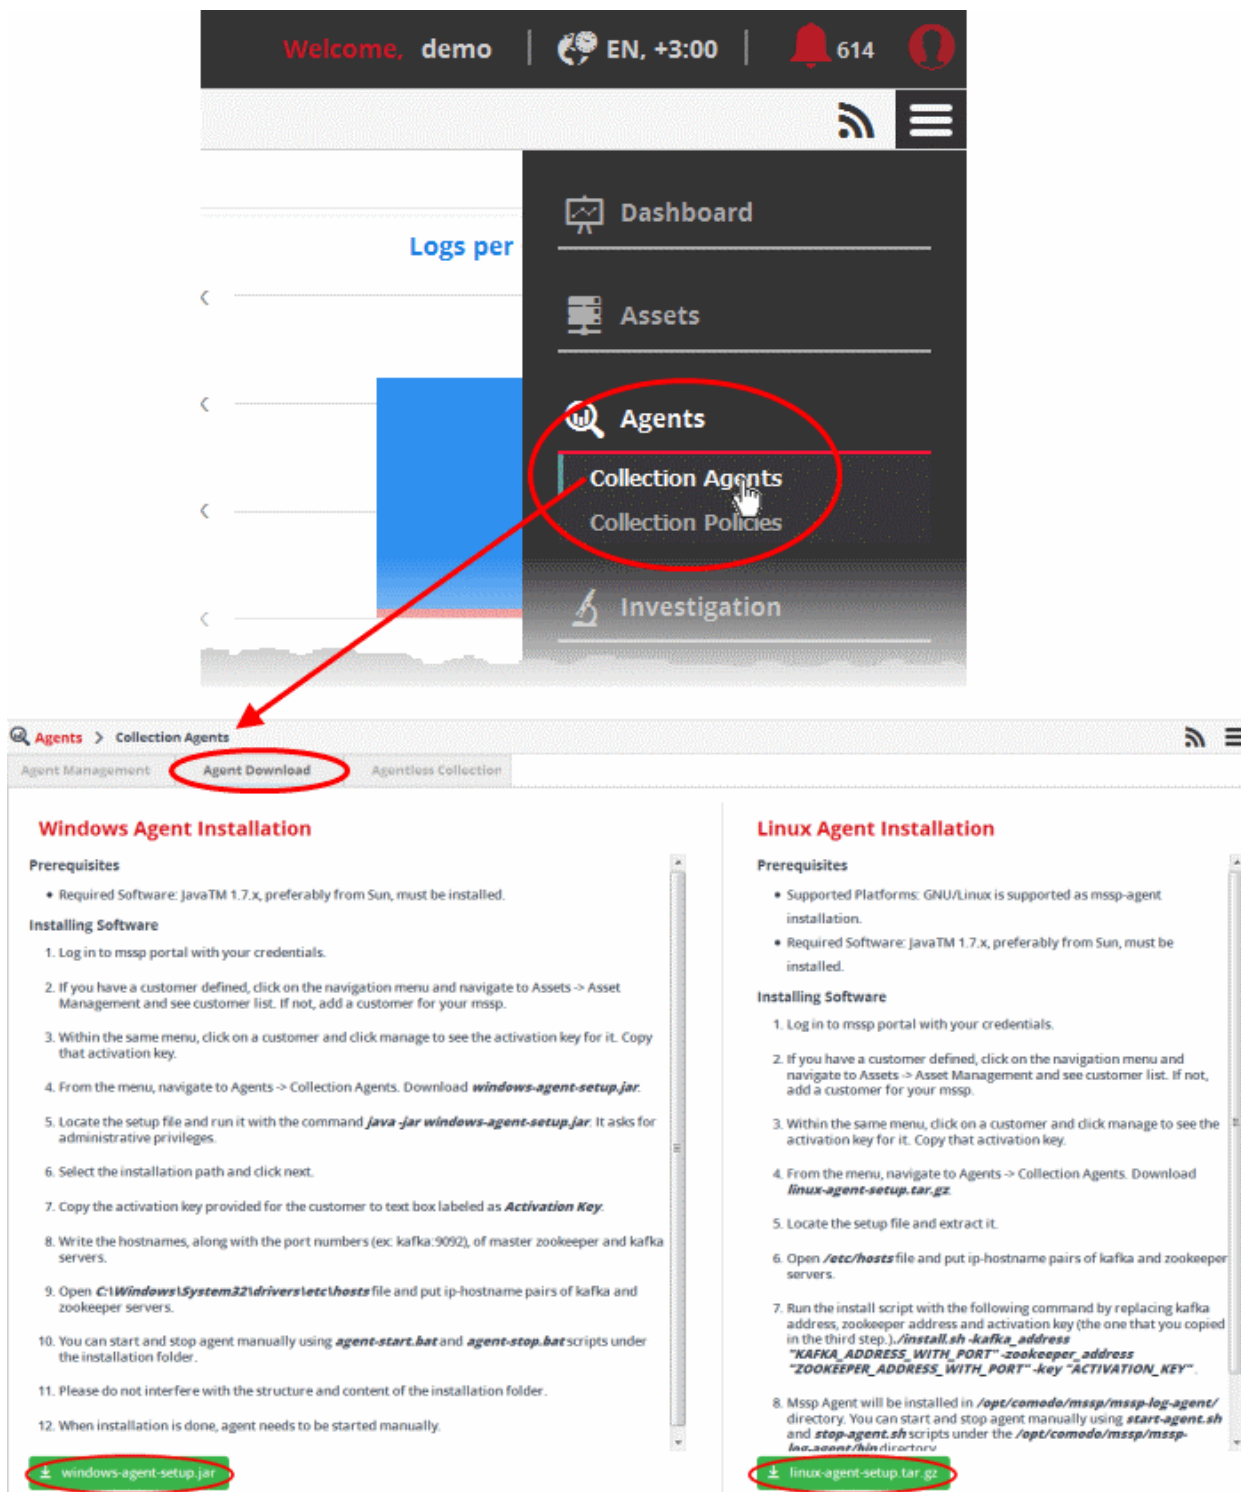 Welcome, demo | EN, +3:00 | 614
Dashboard
Logs per
Assets
Agents
Collection Agents
Collection Policies
Investigation
Agents > Collection Agents
Agent Management
Agent Download
Agentless Collection
Windows Agent Installation
Prerequisites
• Required Software: JavaTM 1.7.x, preferably from Sun, must be installed.
Installing Software
1. Log in to mssp portal with your credentials.
2. If you have a customer defined, click on the navigation menu and navigate to Assets -> Asset
Management and see customer list. If not, add a customer for your mssp.
3. Within the same menu, click on a customer and click manage to see the activation key for it. Copy
that activation key.
4. From the menu, navigate to Agents -> Collection Agents. Download windows-agent-setup.jar.
5. Locate the setup file and run it with the command java -jar windows-agent-setup.jar. It asks for
administrative privileges.
6. Select the installation path and click next.
7. Copy the activation key provided for the customer to text box labeled as Activation Key.
8. Write the hostnames, along with the port numbers (ex: kafka:9092), of master zookeeper and kafka
servers.
9. Open C:\Windows\System32\drivers\etc\hosts file and put ip-hostname pairs of kafka and
zookeeper servers.
10. You can start and stop agent manually using agent-start.bat and agent-stop.bat scripts under
the installation folder.
11. Please do not interfere with the structure and content of the installation folder.
12. When installation is done, agent needs to be started manually.
windows-agent-setup.jar
Linux Agent Installation
Prerequisites
• Supported Platforms: GNU/Linux is supported as mssp-agent
installation.
• Required Software: JavaTM 1.7.x, preferably from Sun, must be
installed.
Installing Software
1. Log in to mssp portal with your credentials.
2. If you have a customer defined, click on the navigation menu and
navigate to Assets -> Asset Management and see customer list. If not,
add a customer for your mssp.
3. Within the same menu, click on a customer and click manage to see the
activation key for it. Copy that activation key.
4. From the menu, navigate to Agents -> Collection Agents. Download
linux-agent-setup.tar.gz.
5. Locate the setup file and extract it.
6. Open /etc/hosts file and put ip-hostname pairs of kafka and zookeeper
servers.
7. Run the install script with the following command by replacing kafka
address, zookeeper address and activation key (the one that you copied
in the third step.)./install.sh -kafka_address
"KAFKA_ADDRESS_WITH_PORT" -zookeeper_address
"ZOOKEEPER_ADDRESS_WITH_PORT" -key "ACTIVATION_KEY".
8. Mssp Agent will be installed in /opt/comodo/mssp/mssp-log-agent/
directory. You can start and stop agent manually using start-agent.sh
and stop-agent.sh scripts under the /opt/comodo/mssp/mssp-
log-agent/bin directory
linux-agent-setup.tar.gz